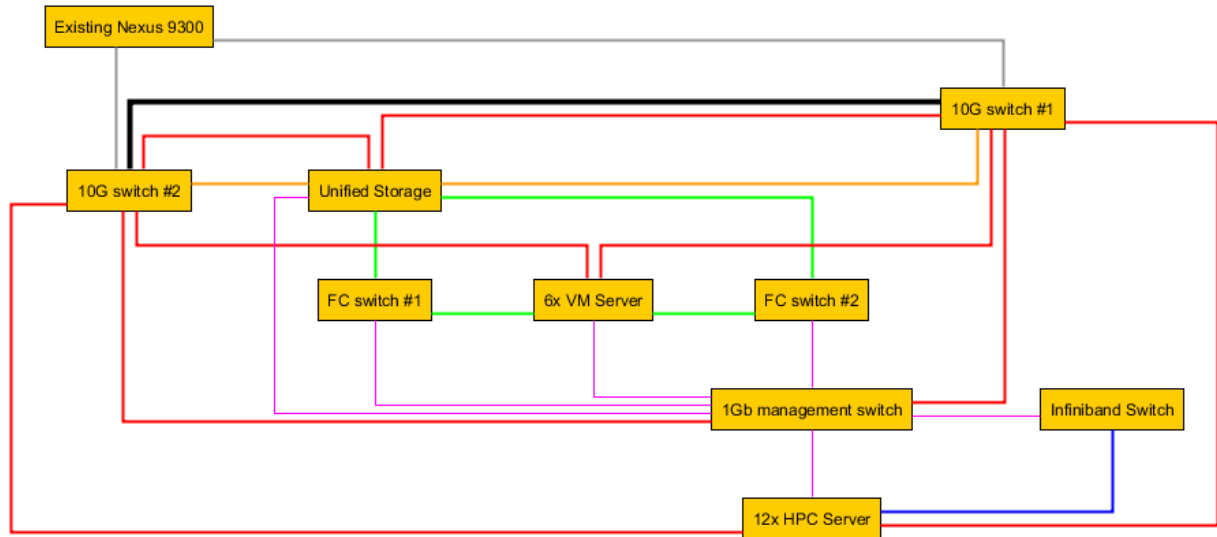 Existing Nexus 9300
10G switch #1
10G switch #2
Unified Storage
FC switch #1
6x VM Server
FC switch #2
1Gb management switch
Infiniband Switch
12x HPC Server